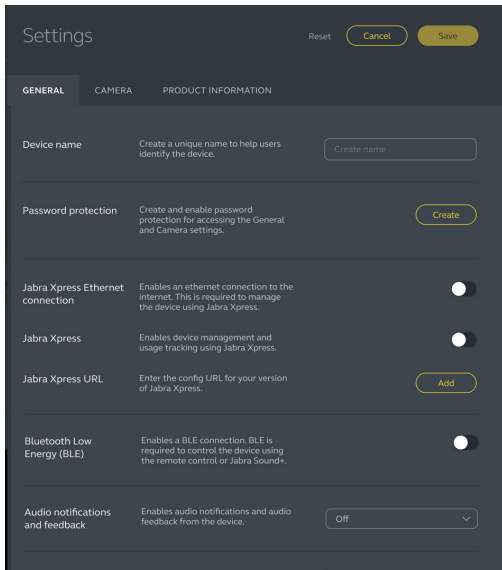 Settings
Reset
Cancel
Save
GENERAL
CAMERA
PRODUCT INFORMATION
Device name
Create a unique name to help users
identify the device.
Create name
Password protection
Create and enable password
protection for accessing the General
and Camera settings.
Create
Jabra Xpress Ethernet
connection
Enables an ethernet connection to the
internet. This is required to manage
the device using Jabra Xpress.
Jabra Xpress
Enables device management and
usage tracking using Jabra Xpress.
Jabra Xpress URL
Enter the config URL for your version
of Jabra Xpress.
Add
Bluetooth Low
Energy (BLE)
Enables a BLE connection. BLE is
required to control the device using
the remote control or Jabra Sound+.
Audio notifications
and feedback
Enables audio notifications and audio
feedback from the device.
Off